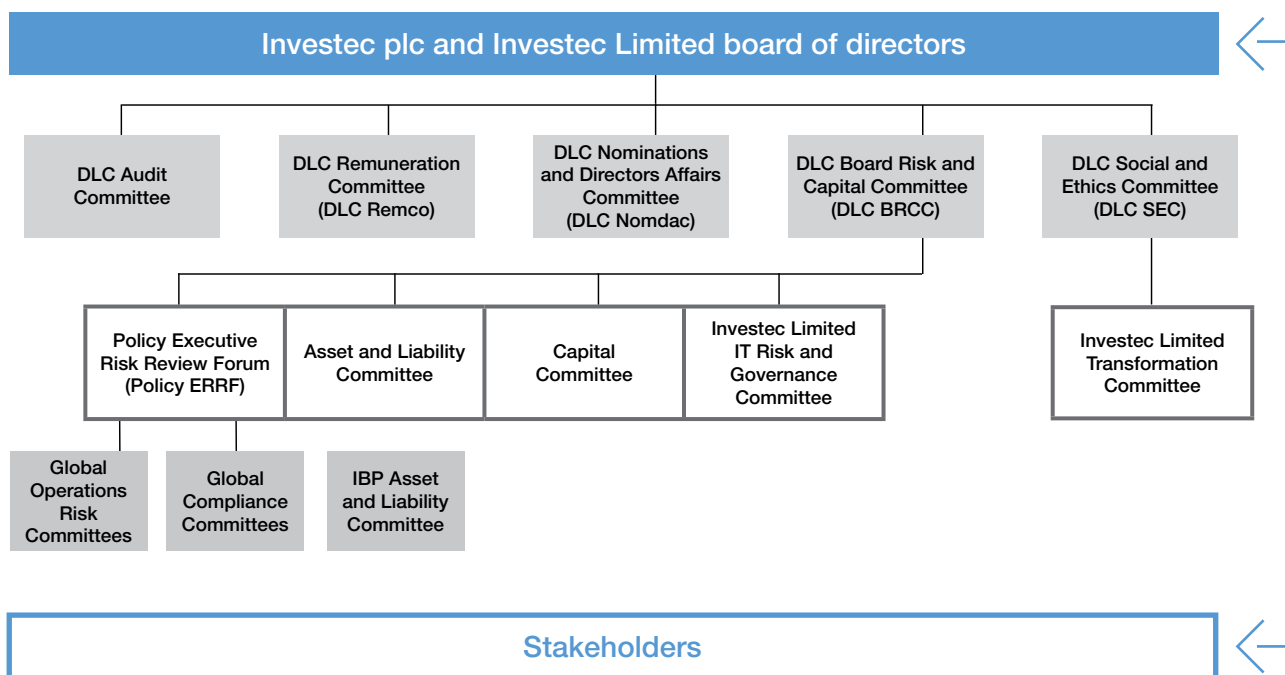 Investec plc and Investec Limited board of directors
DLC Audit
Committee
DLC Remuneration
Committee
(DLC Remco)
DLC Nominations
and Directors Affairs
Committee
(DLC Nomdac)
DLC Board Risk and
Capital Committee
(DLC BRCC)
DLC Social and
Ethics Committee
(DLC SEC)
Policy Executive
Risk Review Forum
(Policy ERRF)
Asset and Liability
Committee
Capital
Committee
Investec Limited
IT Risk and
Governance
Committee
Investec Limited
Transformation
Committee
Global
Operations
Risk
Committees
Global
Compliance
Committees
IBP Asset
and Liability
Committee
Stakeholders